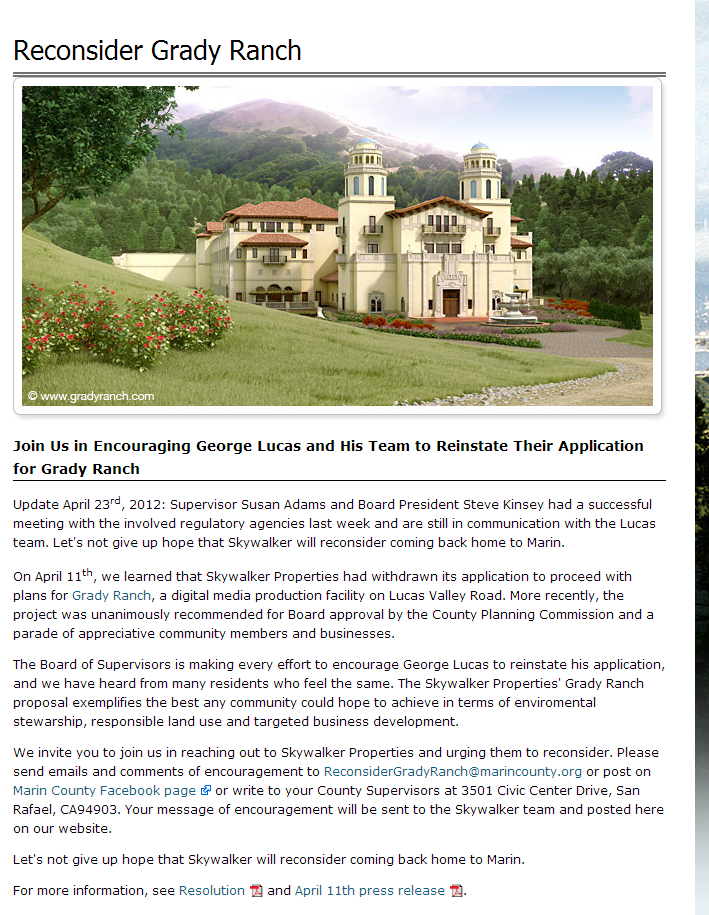 Reconsider Grady Ranch
© www.gradyranch.com
Join Us in Encouraging George Lucas and His Team to Reinstate Their Application
for Grady Ranch
Update April 23rd, 2012: Supervisor Susan Adams and Board President Steve Kinsey had a successful
meeting with the involved regulatory agencies last week and are still in communication with the Lucas
team. Let's not give up hope that Skywalker will reconsider coming back home to Marin.
On April 11th, we learned that Skywalker Properties had withdrawn its application to proceed with
plans for Grady Ranch, a digital media production facility on Lucas Valley Road. More recently, the
project was unanimously recommended for Board approval by the County Planning Commission and a
parade of appreciative community members and businesses.
The Board of Supervisors is making every effort to encourage George Lucas to reinstate his application,
and we have heard from many residents who feel the same. The Skywalker Properties' Grady Ranch
proposal exemplifies the best any community could hope to achieve in terms of enviromental
stewarship, responsible land use and targeted business development.
We invite you to join us in reaching out to Skywalker Properties and urging them to reconsider. Please
send emails and comments of encouragement to ReconsiderGradyRanch@marincounty.org or post on
Marin County Facebook page or write to your County Supervisors at 3501 Civic Center Drive, San
Rafael, CA94903. Your message of encouragement will be sent to the Skywalker team and posted here
on our website.
Let's not give up hope that Skywalker will reconsider coming back home to Marin.
For more information, see Resolution and April 11th press release .